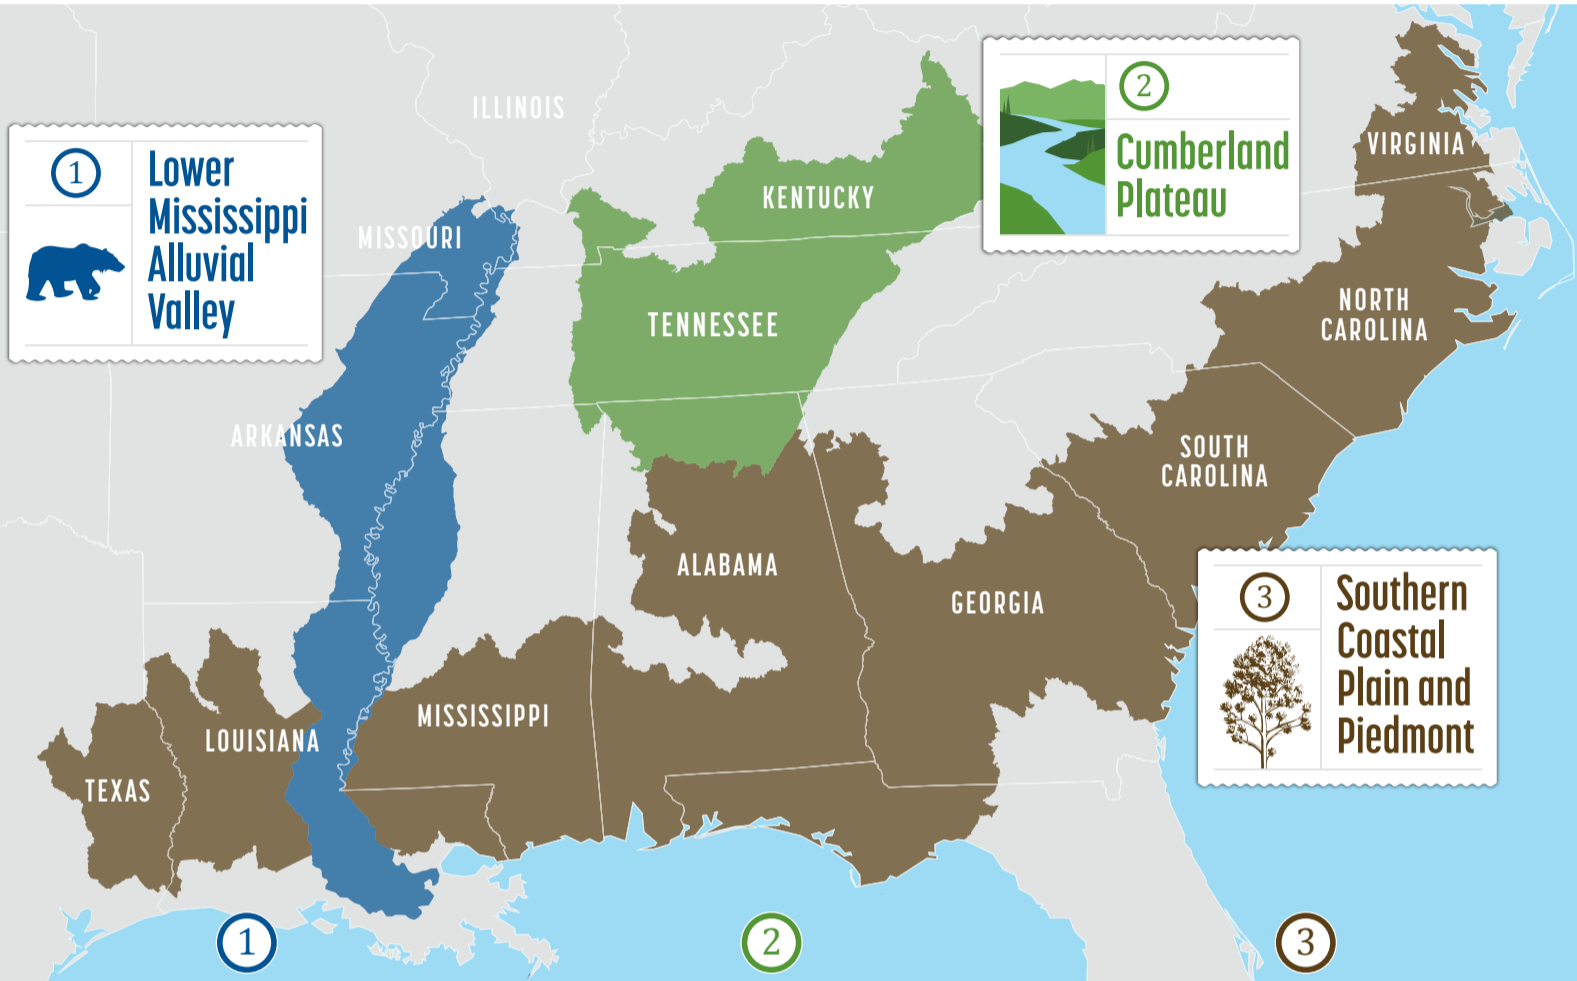 1
Lower
Mississippi
Alluvial
Valley
2
Cumberland
Plateau
3
Southern
Coastal
Plain and
Piedmont
ILLINOIS
MISSOURI
KENTUCKY
VIRGINIA
TENNESSEE
NORTH
CAROLINA
ARKANSAS
SOUTH
CAROLINA
ALABAMA
GEORGIA
MISSISSIPPI
LOUISIANA
TEXAS
1
2
3